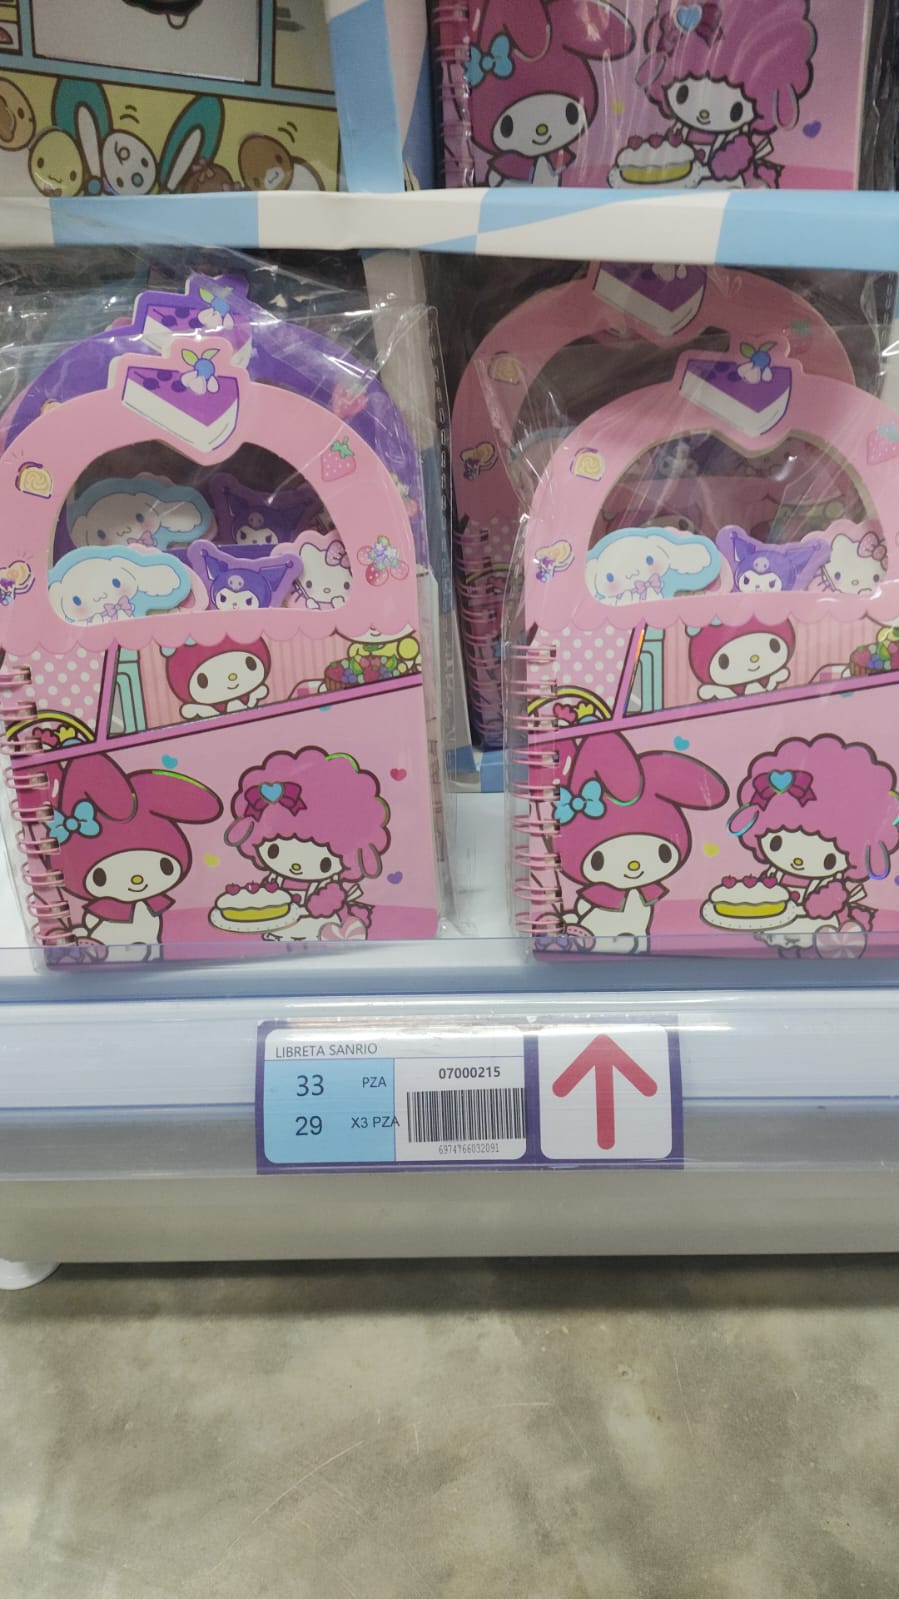 LIBRETA SANRIO
33 PZA
29 X3 PZA
07000215
6974766032091